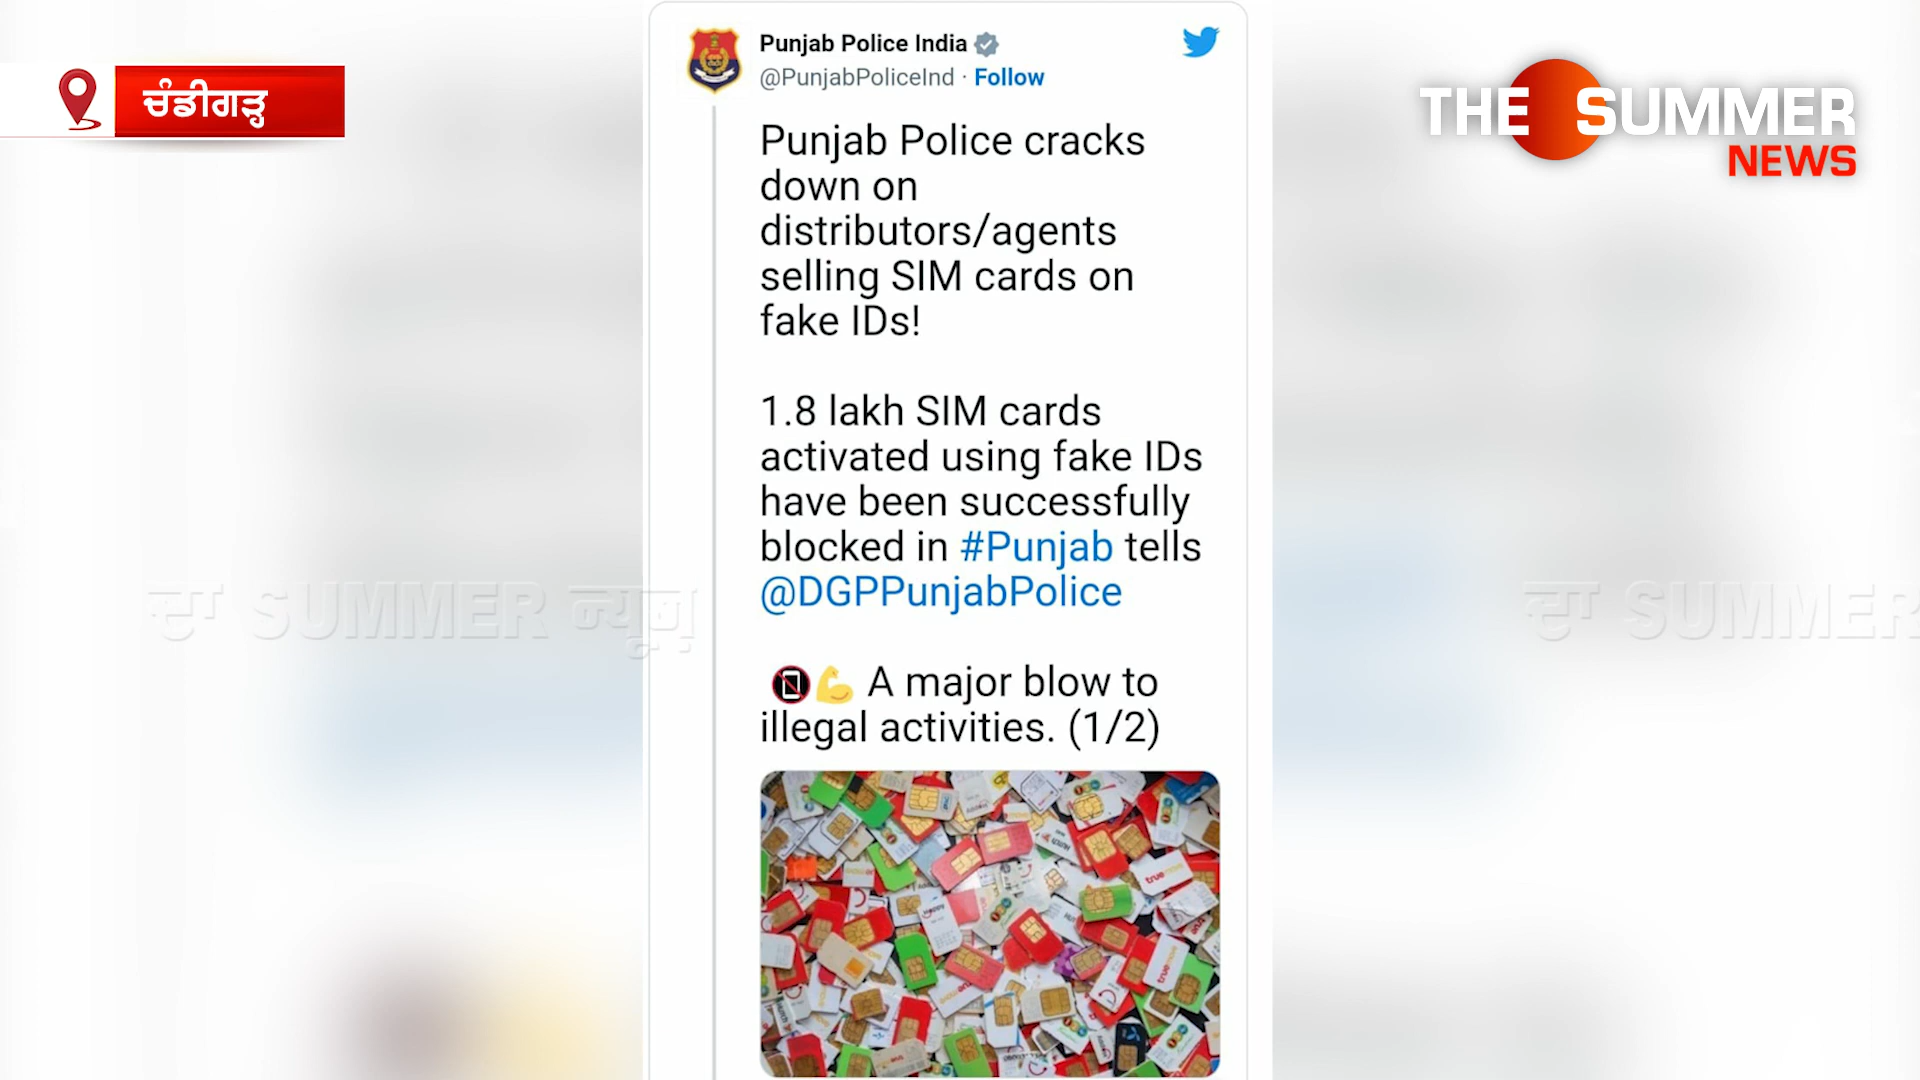 ਚੰਡੀਗੜ੍ਹ
THE SUMMER
NEWS
Punjab Police India
@PunjabPoliceInd · Follow
Punjab Police cracks
down on
distributors/agents
selling SIM cards on
fake IDs!
1.8 lakh SIM cards
activated using fake IDs
have been successfully
blocked in #Punjab tells
@DGPPunjabPolice
📵💪 A major blow to
illegal activities. (1/2)
ਦਾ SUMMER ਨਿਊਜ਼
ਦਾ SUMMER